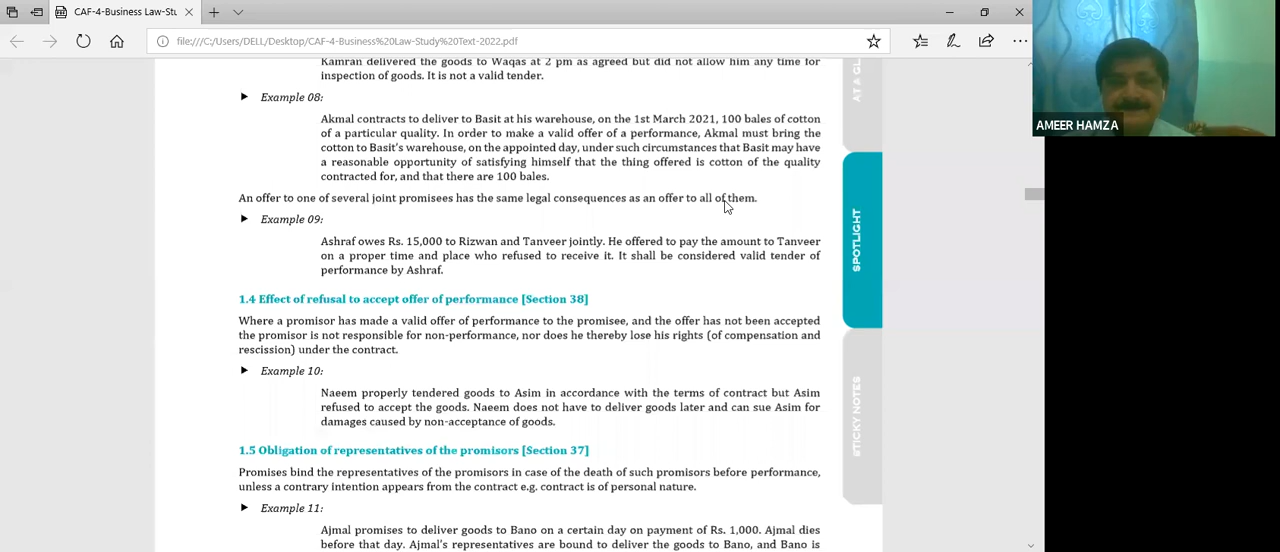 CAF-4-Business Law-Stu
file:///C:/Users/DELL/Desktop/CAF-4-Business%20Law-Study%20Text-2022.pdf
AMEER HAMZA
Kamran delivered the goods to Waqas at 2 pm as agreed but did not allow him any time for
inspection of goods. It is not a valid tender.
Example 08:
Akmal contracts to deliver to Basit at his warehouse, on the 1st March 2021, 100 bales of cotton
of a particular quality. In order to make a valid offer of a performance, Akmal must bring the
cotton to Basit's warehouse, on the appointed day, under such circumstances that Basit may have
a reasonable opportunity of satisfying himself that the thing offered is cotton of the quality
contracted for, and that there are 100 bales.
An offer to one of several joint promisees has the same legal consequences as an offer to all of them.
Example 09:
Ashraf owes Rs. 15,000 to Rizwan and Tanveer jointly. He offered to pay the amount to Tanveer
on a proper time and place who refused to receive it. It shall be considered valid tender of
performance by Ashraf.
1.4 Effect of refusal to accept offer of performance [Section 38]
Where a promisor has made a valid offer of performance to the promisee, and the offer has not been accepted
the promisor is not responsible for non-performance, nor does he thereby lose his rights (of compensation and
rescission) under the contract.
Example 10:
Naeem properly tendered goods to Asim in accordance with the terms of contract but Asim
refused to accept the goods. Naeem does not have to deliver goods later and can sue Asim for
damages caused by non-acceptance of goods.
1.5 Obligation of representatives of the promisors [Section 37]
Promises bind the representatives of the promisors in case of the death of such promisors before performance,
unless a contrary intention appears from the contract e.g. contract is of personal nature.
Example 11:
Ajmal promises to deliver goods to Bano on a certain day on payment of Rs. 1,000. Ajmal dies
before that day. Ajmal's representatives are bound to deliver the goods to Bano, and Bano is
AT A GL
SPOTLIGHT
STICKY NOTES